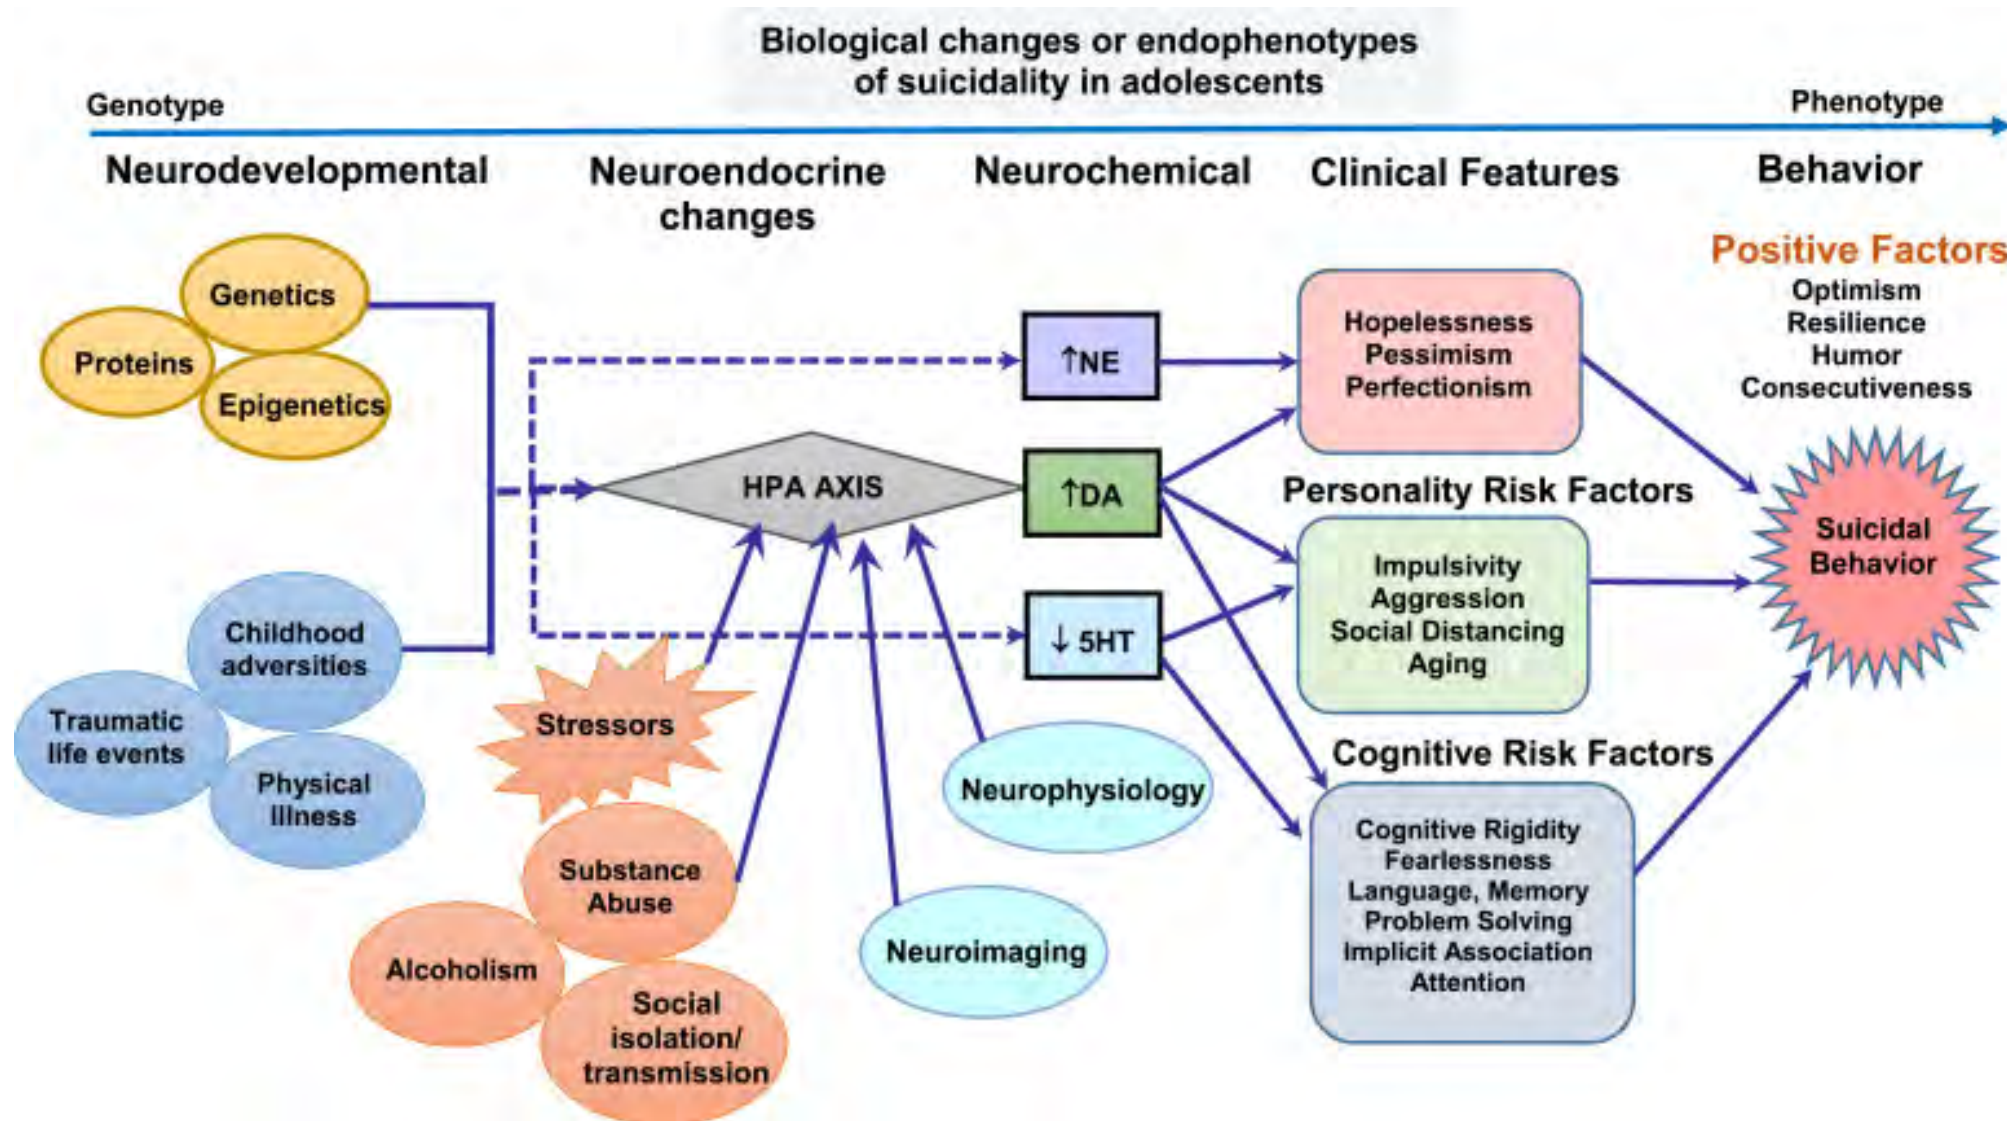 Biological changes or endophenotypes
of suicidality in adolescents
Genotype
Phenotype
Neurodevelopmental
Neuroendocrine
changes
Neurochemical
Clinical Features
Behavior
Genetics
Proteins
Epigenetics
Childhood
adversities
Traumatic
life events
Physical
Illness
HPA AXIS
Stressors
Substance
Abuse
Alcoholism
Social
isolation/
transmission
Neurophysiology
Neuroimaging
↑NE
↑DA
↓ 5HT
Hopelessness
Pessimism
Perfectionism
Personality Risk Factors
Impulsivity
Aggression
Social Distancing
Aging
Cognitive Risk Factors
Cognitive Rigidity
Fearlessness
Language, Memory
Problem Solving
Implicit Association
Attention
Positive Factors
Optimism
Resilience
Humor
Consecutiveness
Suicidal
Behavior